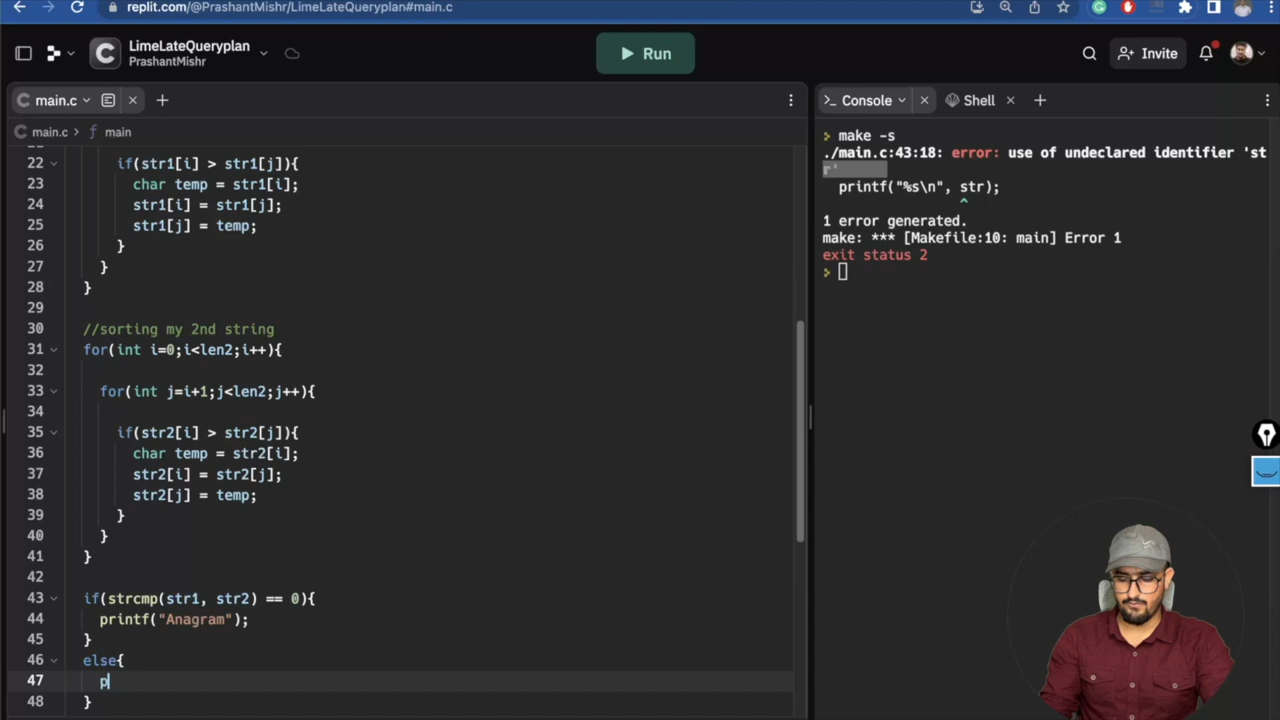 replit.com/@PrashantMishr/LimeLateQueryplan#main.c
LimeLateQueryplan
PrashantMishr
Run
Invite
main.c
Console
Shell
main.c > f main
22 if(str1[i] > str1[j]){
23 char temp = str1[i];
24 str1[i] = str1[j];
25 str1[j] = temp;
26 }
27 }
28 }
29
30 //sorting my 2nd string
31 for(int i=0;i<len2;i++){
32
33 for(int j=i+1;j<len2;j++){
34
35 if(str2[i] > str2[j]){
36 char temp = str2[i];
37 str2[i] = str2[j];
38 str2[j] = temp;
39 }
40 }
41 }
42
43 if(strcmp(str1, str2) == 0){
44 printf("Anagram");
45 }
46 else{
47 p
48 }
make -s
./main.c:43:18: error: use of undeclared identifier 'st
r'
printf("%s\n", str);
^
1 error generated.
make: *** [Makefile:10: main] Error 1
exit status 2